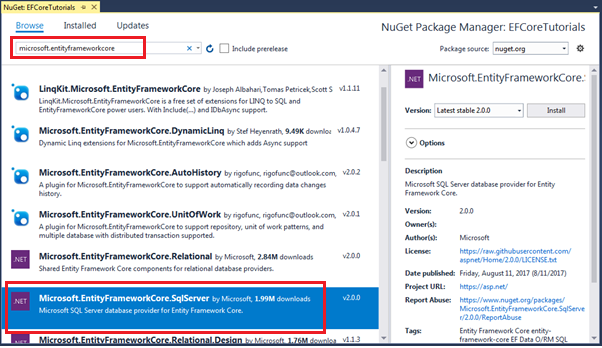 NuGet: EFCoreTutorials
Browse Installed Updates
NuGet Package Manager: EFCoreTutorials
microsoft.entityframeworkcore
Include prerelease
Package source: nuget.org
LinqKit.Microsoft.EntityFrameworkCore by Joseph Albahari,Tomas Petricek,Scott S v1.1.11
LinqKit.Microsoft.EntityFrameworkCore is a free set of extensions for LINQ to SQL and
EntityFrameworkCore power users. With Include(...) and IDbAsync support.
Microsoft.EntityFrameworkCore.DynamicLinq by Stef Heyenrath, 9.49K downloads v1.0.4.7
Dynamic Linq extensions for Microsoft.EntityFrameworkCore which adds Async support
Microsoft.EntityFrameworkCore.AutoHistory by rigofunc, rigofunc@outlook.com, v2.0.2
A plugin for Microsoft.EntityFrameworkCore to support automatically recording data changes
history.
Microsoft.EntityFrameworkCore.UnitOfWork by rigofunc, rigofunc@outlook.com, v2.0.1
A plugin for Microsoft.EntityFrameworkCore to support repository, unit of work patterns, and
multiple database with distributed transaction supported.
.NET
Microsoft.EntityFrameworkCore.Relational by Microsoft, 2.84M downloads v2.0.0
Shared Entity Framework Core components for relational database providers.
.NET
Microsoft.EntityFrameworkCore.SqlServer by Microsoft, 1.99M downloads v2.0.0
Microsoft SQL Server database provider for Entity Framework Core.
.NET
Microsoft.EntityFrameworkCore.Relational.Design by Microsoft, 1.76M downloads v1.1.3
.NET
Microsoft.EntityFrameworkCore.S
Version: Latest stable 2.0.0 Install
Options
Description
Microsoft SQL Server database provider for Entity
Framework Core.
Version: 2.0.0
Owner(s):
Author(s): Microsoft
License: https://raw.githubusercontent.com/
aspnet/Home/2.0.0/LICENSE.txt
Date published: Friday, August 11, 2017 (8/11/2017)
Project URL: https://asp.net/
Report Abuse: https://www.nuget.org/packages/
Microsoft.EntityFrameworkCore.SqlServe
r/2.0.0/ReportAbuse
Tags: Entity Framework Core entity-
framework-core EF Data O/RM SQL